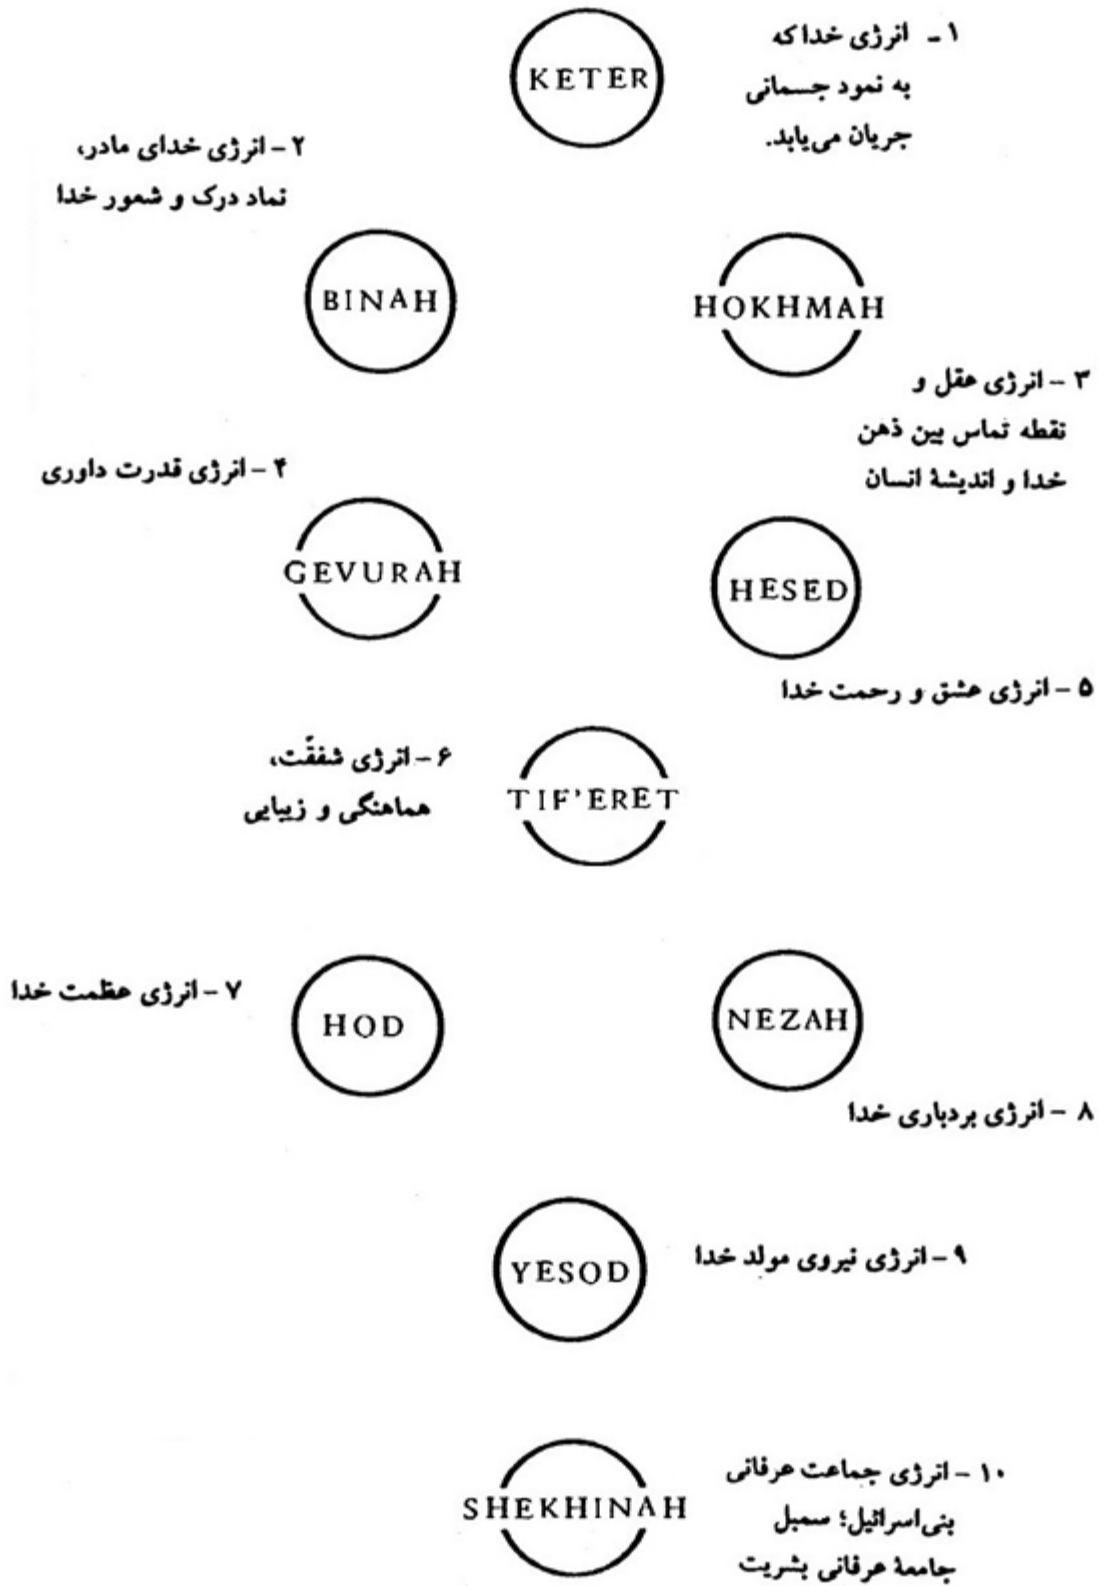 KETER
۱ ـ انرژی خدا که
به نمود جسمانی
جریان می‌یابد.
۲ – انرژی خدای مادر،
نماد درک و شعور خدا
BINAH
HOKHMAH
۳ – انرژی عقل و
نقطه تماس بین ذهن
خدا و اندیشهٔ انسان
۴ – انرژی قدرت داوری
GEVURAH
HESED
۵ – انرژی عشق و رحمت خدا
۶ – انرژی شفقّت،
هماهنگی و زیبایی
TIF'ERET
۷ – انرژی عظمت خدا
HOD
NEZAH
۸ – انرژی بردباری خدا
YESOD
۹ – انرژی نیروی مولد خدا
SHEKHINAH
۱۰ – انرژی جماعت عرفانی
بنی‌اسرائیل؛ سمبل
جامعهٔ عرفانی بشریت